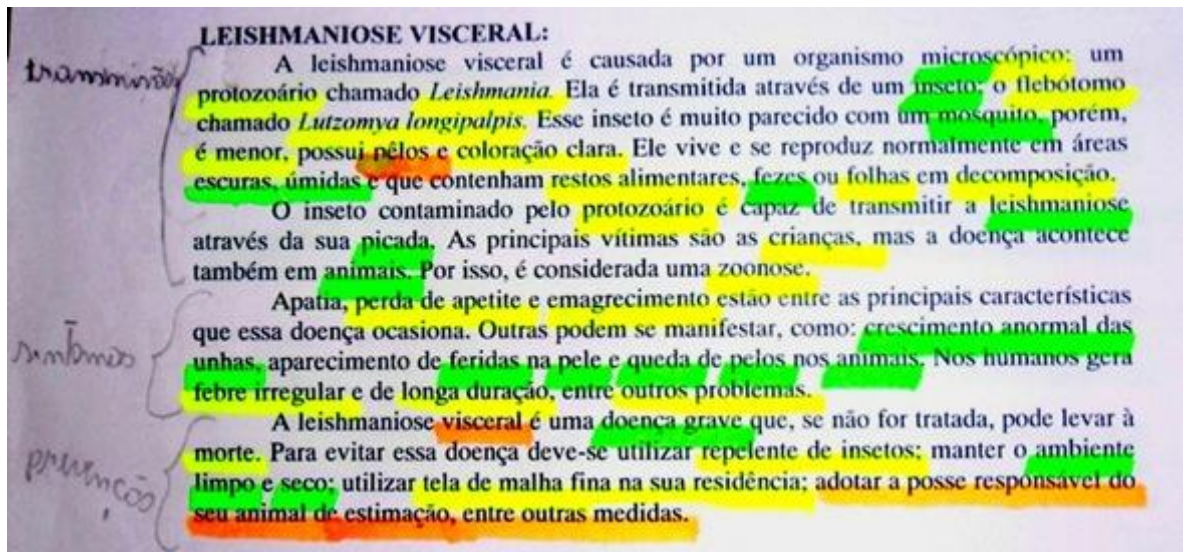 LEISHMANIOSE VISCERAL:
transmissão
A leishmaniose visceral é causada por um organismo microscópico: um
protozoário chamado Leishmania. Ela é transmitida através de um inseto: o flebótomo
chamado Lutzomya longipalpis. Esse inseto é muito parecido com um mosquito, porém,
é menor, possui pêlos e coloração clara. Ele vive e se reproduz normalmente em áreas
escuras, úmidas e que contenham restos alimentares, fezes ou folhas em decomposição.
O inseto contaminado pelo protozoário é capaz de transmitir a leishmaniose
através da sua picada. As principais vítimas são as crianças, mas a doença acontece
também em animais. Por isso, é considerada uma zoonose.
sintomas
Apatia, perda de apetite e emagrecimento estão entre as principais características
que essa doença ocasiona. Outras podem se manifestar, como: crescimento anormal das
unhas, aparecimento de feridas na pele e queda de pelos nos animais. Nos humanos gera
febre irregular e de longa duração, entre outros problemas.
prevenção
A leishmaniose visceral é uma doença grave que, se não for tratada, pode levar à
morte. Para evitar essa doença deve-se utilizar repelente de insetos; manter o ambiente
limpo e seco; utilizar tela de malha fina na sua residência; adotar a posse responsável do
seu animal de estimação, entre outras medidas.